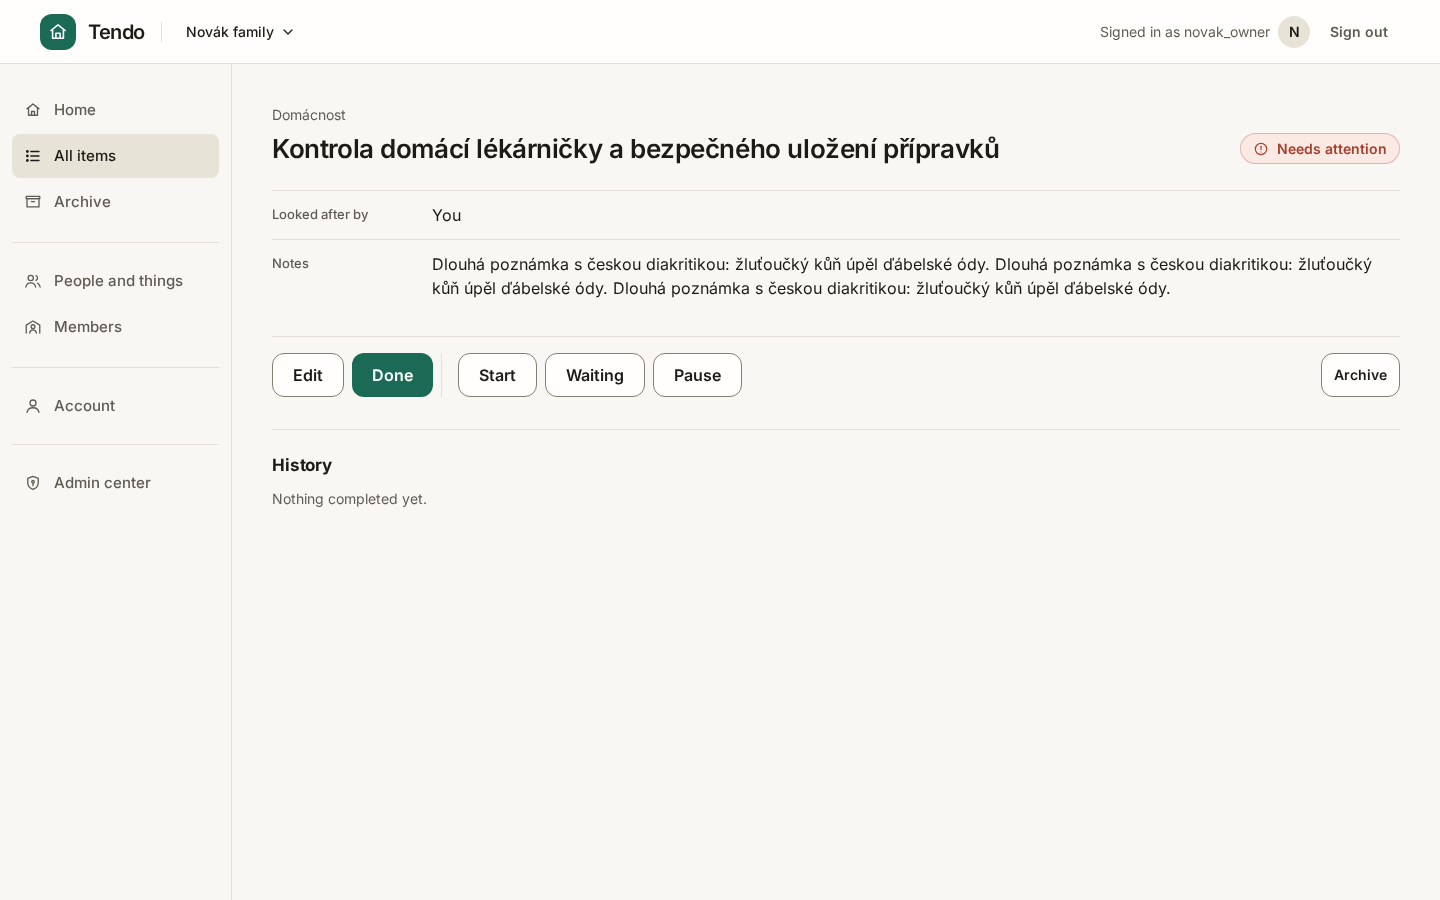 Tendo
Novák family
Signed in as novak_owner
N
Sign out
Home
All items
Archive
People and things
Members
Account
Admin center
Domácnost
Kontrola domácí lékárničky a bezpečného uložení přípravků
Needs attention
Looked after by
You
Notes
Dlouhá poznámka s českou diakritikou: žluťoučký kůň úpěl ďábelské ódy. Dlouhá poznámka s českou diakritikou: žluťoučký
kůň úpěl ďábelské ódy. Dlouhá poznámka s českou diakritikou: žluťoučký kůň úpěl ďábelské ódy.
Edit
Done
Start
Waiting
Pause
Archive
History
Nothing completed yet.